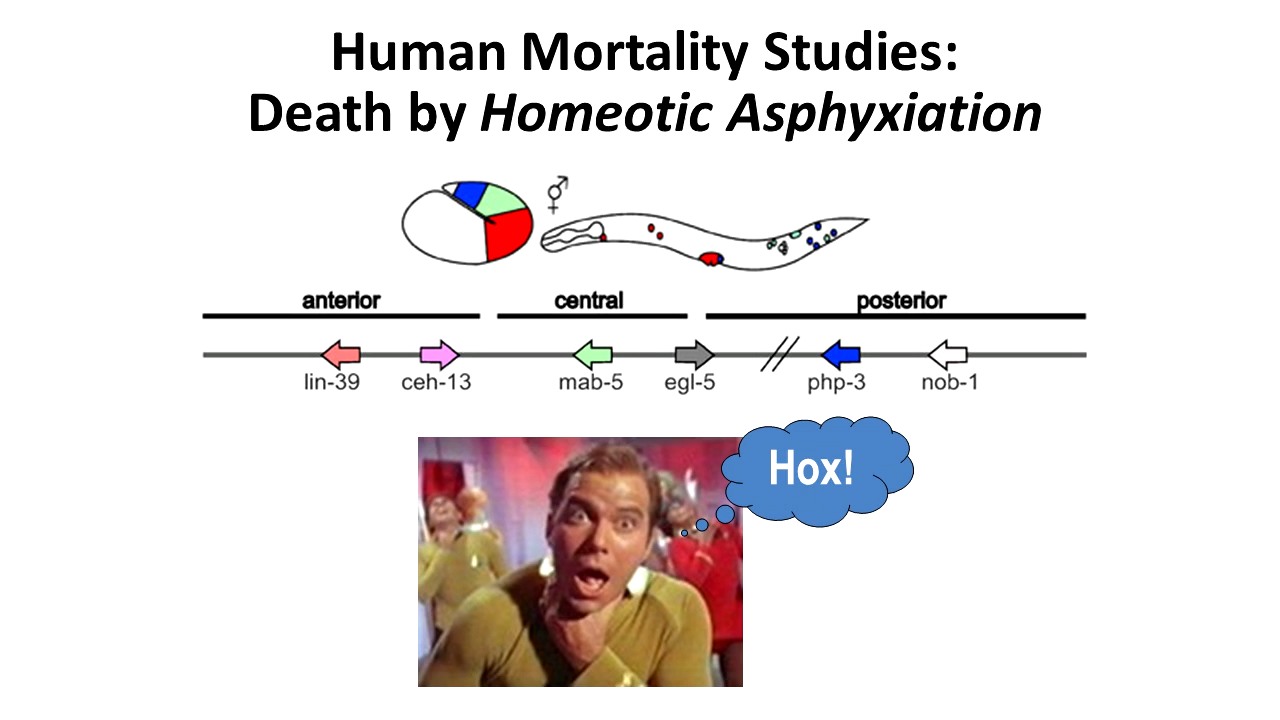 Human Mortality Studies:
Death by Homeotic Asphyxiation
anterior central posterior
lin-39 ceh-13 mab-5 egl-5 php-3 nob-1
Hox!